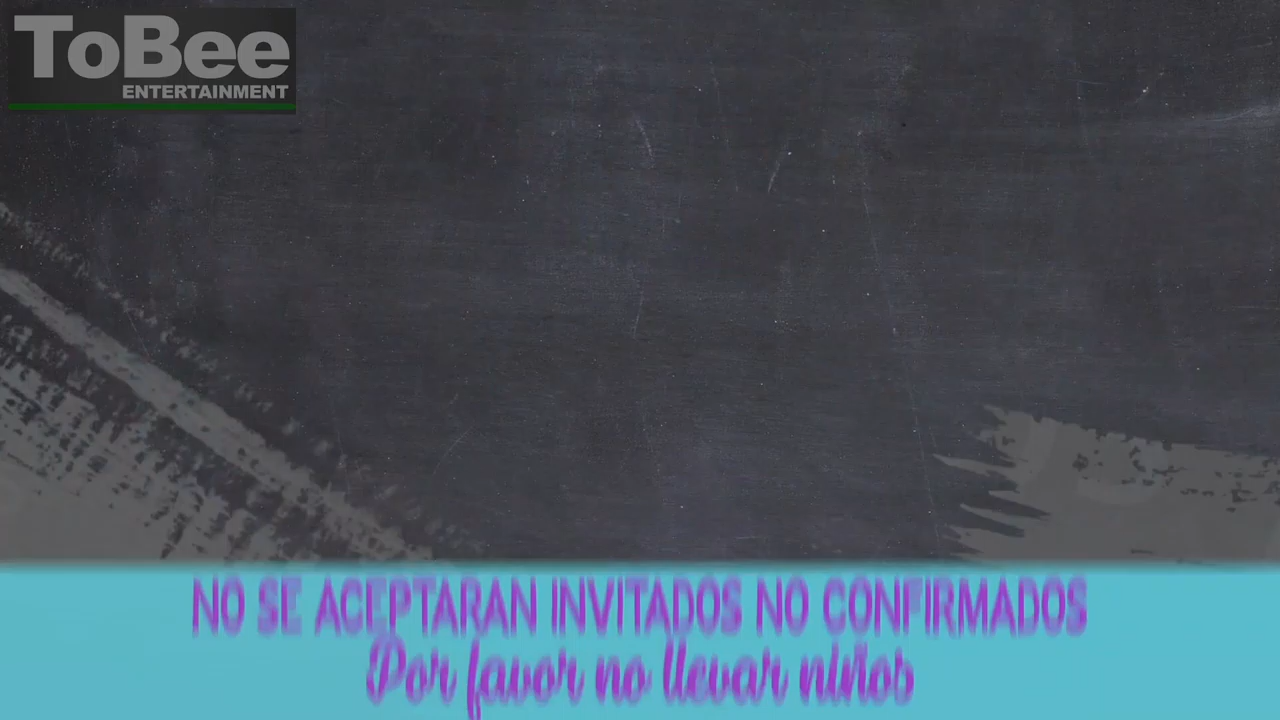 ToBee
ENTERTAINMENT
NO SE ACEPTARAN INVITADOS NO CONFIRMADOS
Por favor no llevar niños